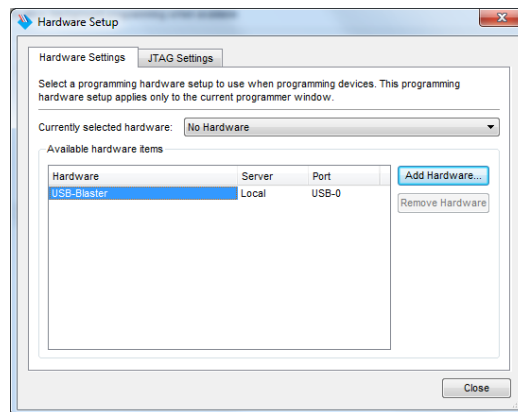 Hardware Setup
Hardware Settings
JTAG Settings
Select a programming hardware setup to use when programming devices. This programming
hardware setup applies only to the current programmer window.
Currently selected hardware: No Hardware
Available hardware items
Hardware Server Port
USB-Blaster Local USB-0
Add Hardware...
Remove Hardware
Close